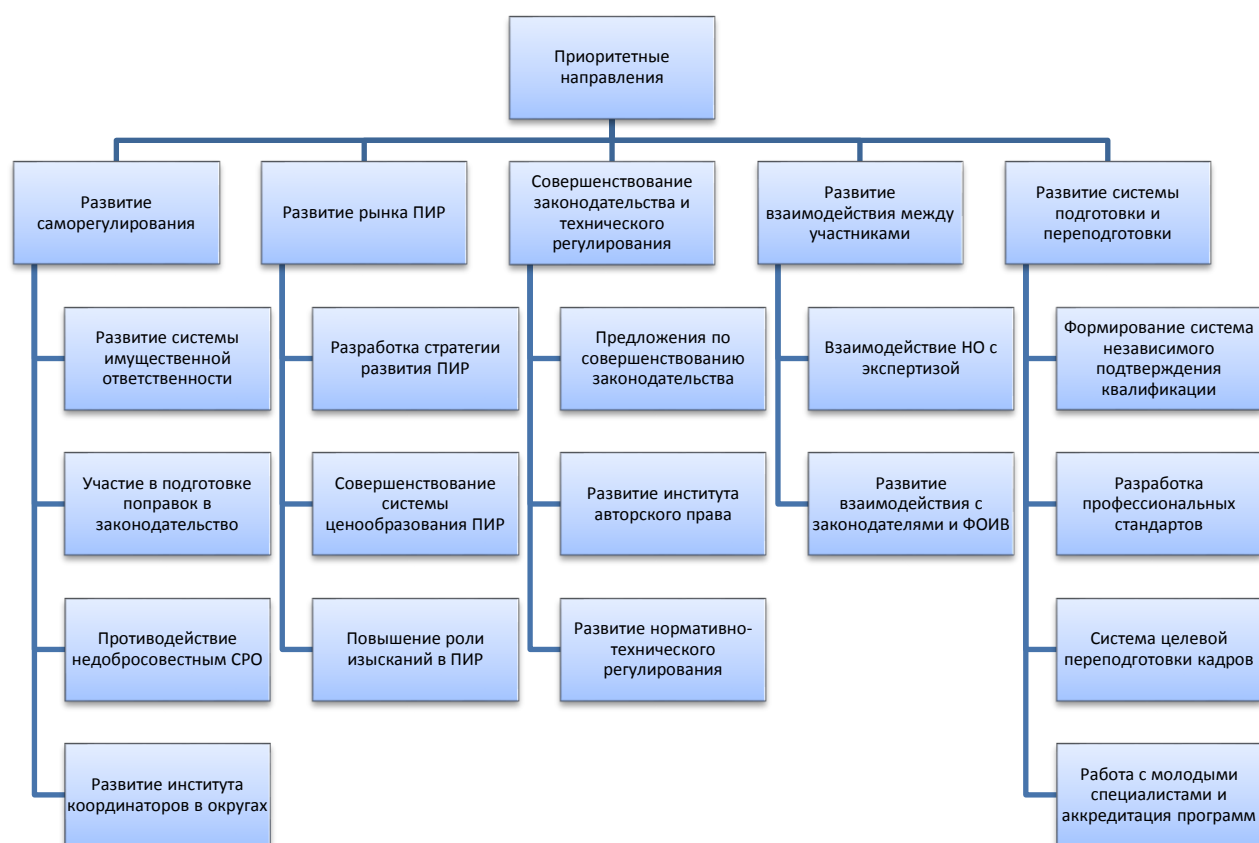 Приоритетные
направления
Развитие
саморегулирования
Развитие системы
имущественной
ответственности
Участие в подготовке
поправок в
законодательство
Противодействие
недобросовестным СРО
Развитие института
координаторов в округах
Развитие рынка ПИР
Разработка стратегии
развития ПИР
Совершенствование
системы
ценообразования ПИР
Повышение роли
изысканий в ПИР
Совершенствование
законодательства и
технического
регулирования
Предложения по
совершенствованию
законодательства
Развитие института
авторского права
Развитие нормативно-
технического
регулирования
Развитие
взаимодействия между
участниками
Взаимодействие НО с
экспертизой
Развитие
взаимодействия с
законодателями и ФОИВ
Развитие системы
подготовки и
переподготовки
Формирование система
независимого
подтверждения
квалификации
Разработка
профессиональных
стандартов
Система целевой
переподготовки кадров
Работа с молодыми
специалистами и
аккредитация программ